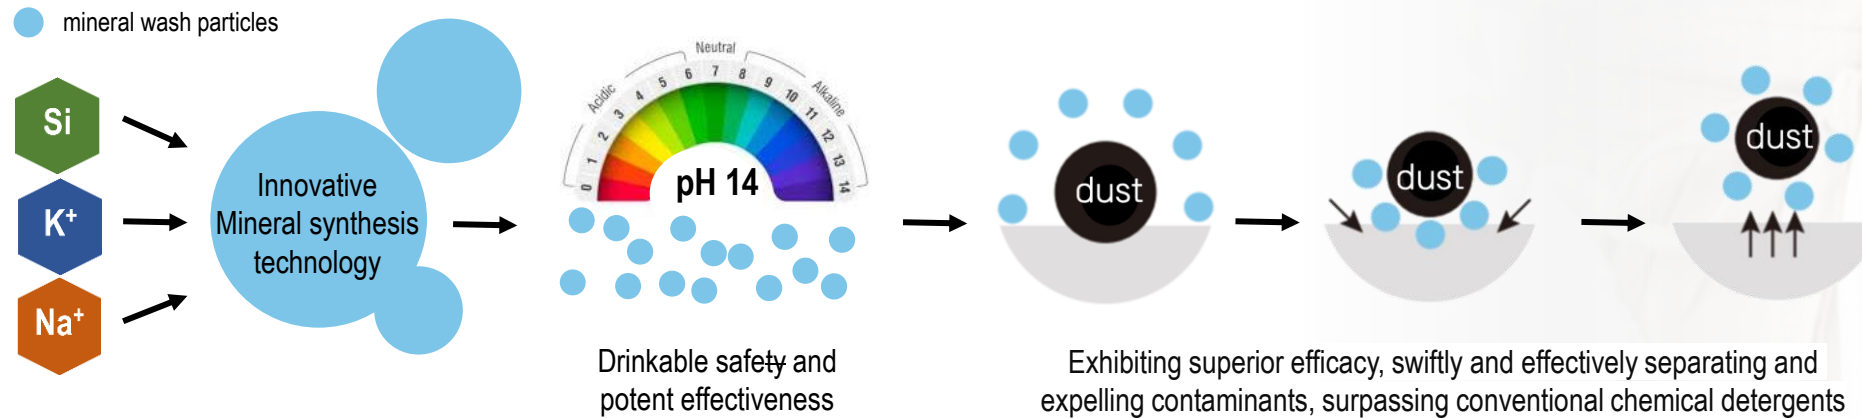 mineral wash particles
Si
K⁺
Na⁺
Innovative
Mineral synthesis
technology
Acidic
Neutral
Alkaline
0 1 2 3 4 5 6 7 8 9 10 11 12 13 14
pH 14
Drinkable safety and
potent effectiveness
dust
dust
dust
Exhibiting superior efficacy, swiftly and effectively separating and
expelling contaminants, surpassing conventional chemical detergents